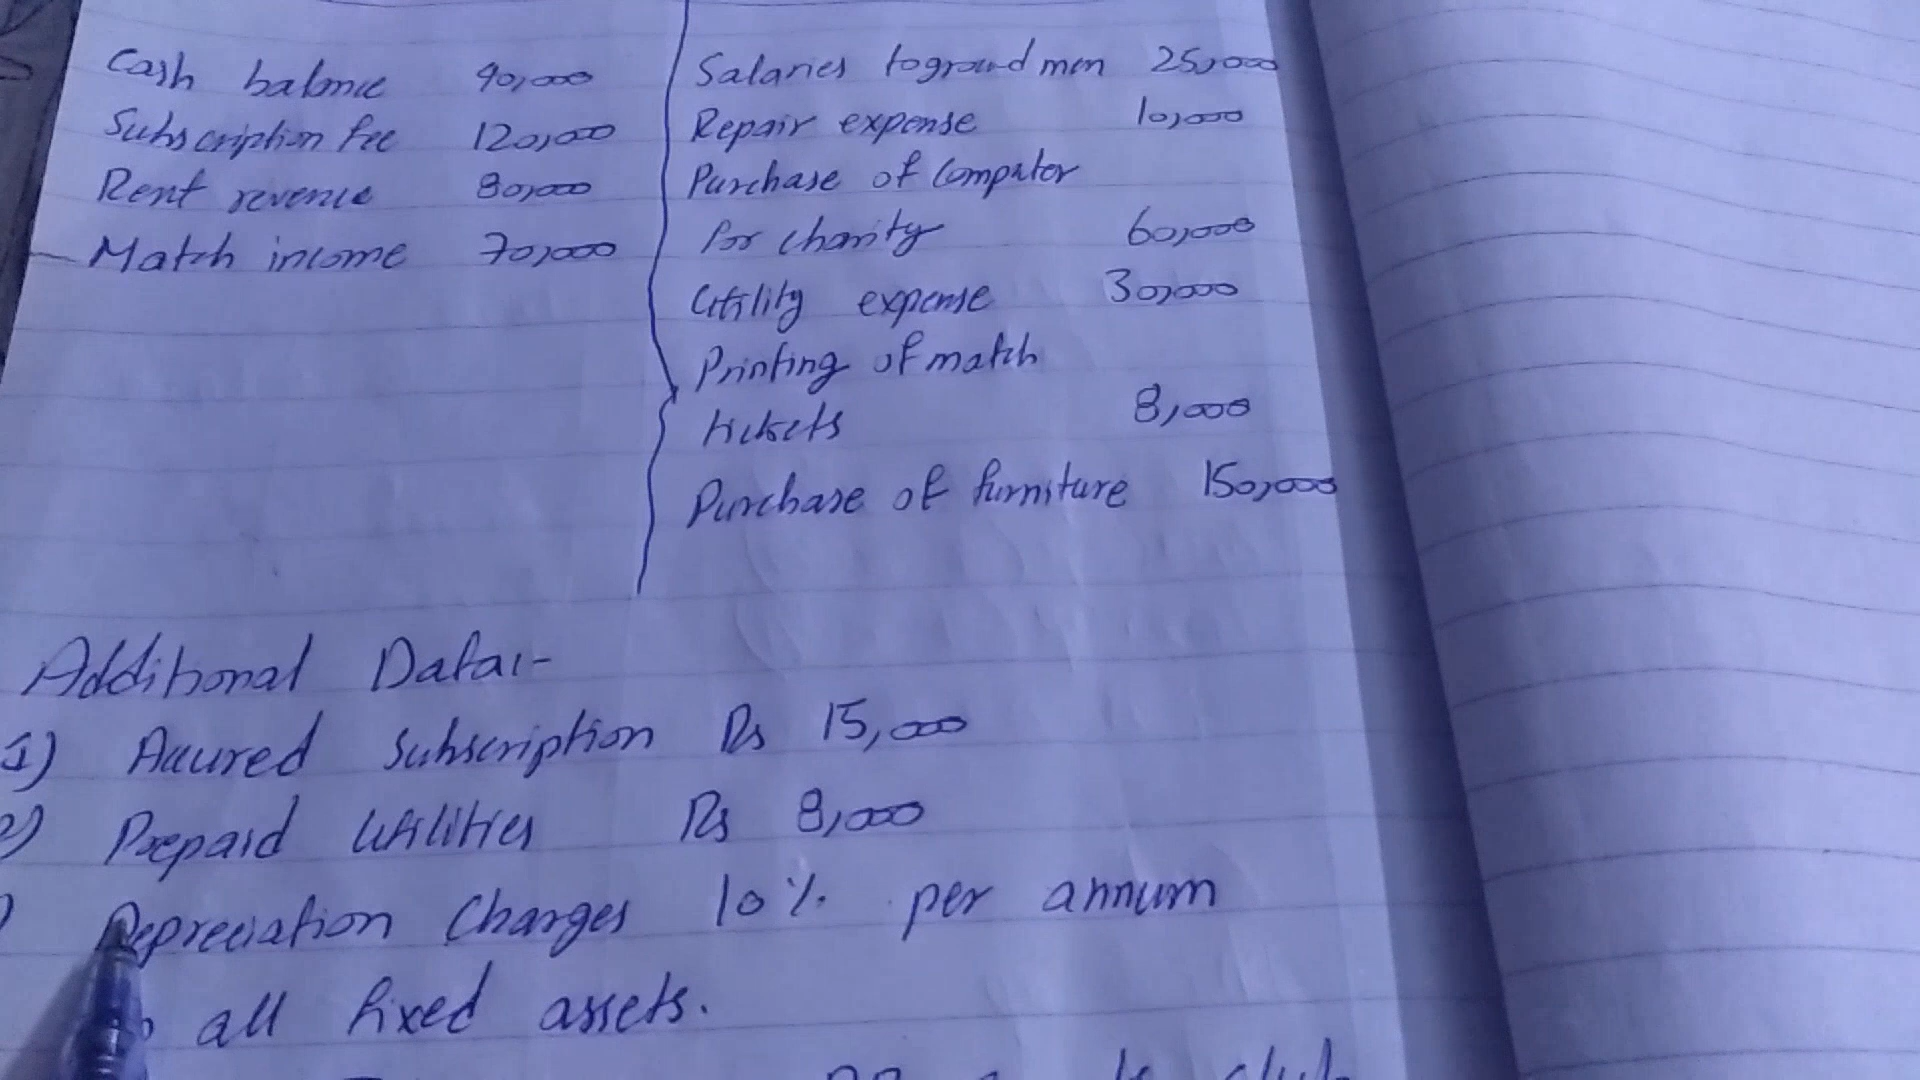 Cash balance 90,000
Subscription fee 120,000
Rent revenue 80,000
Match income 70,000
Salaries to ground men 25,000
Repair expense 10,000
Purchase of Computer
for charity 60,000
Utility expense 30,000
Printing of match
tickets 8,000
Purchase of furniture 150,000
Additional Data:-
1) Accured Subscription Rs 15,000
2) Prepaid Utilities Rs 8,000
) Depreciation Charges 10% per annum
all fixed assets.
club